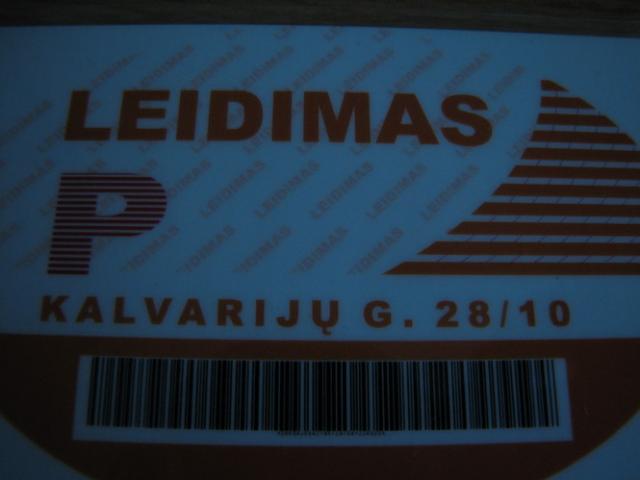 LEIDIMAS
P
KALVARIJŲ G. 28/10